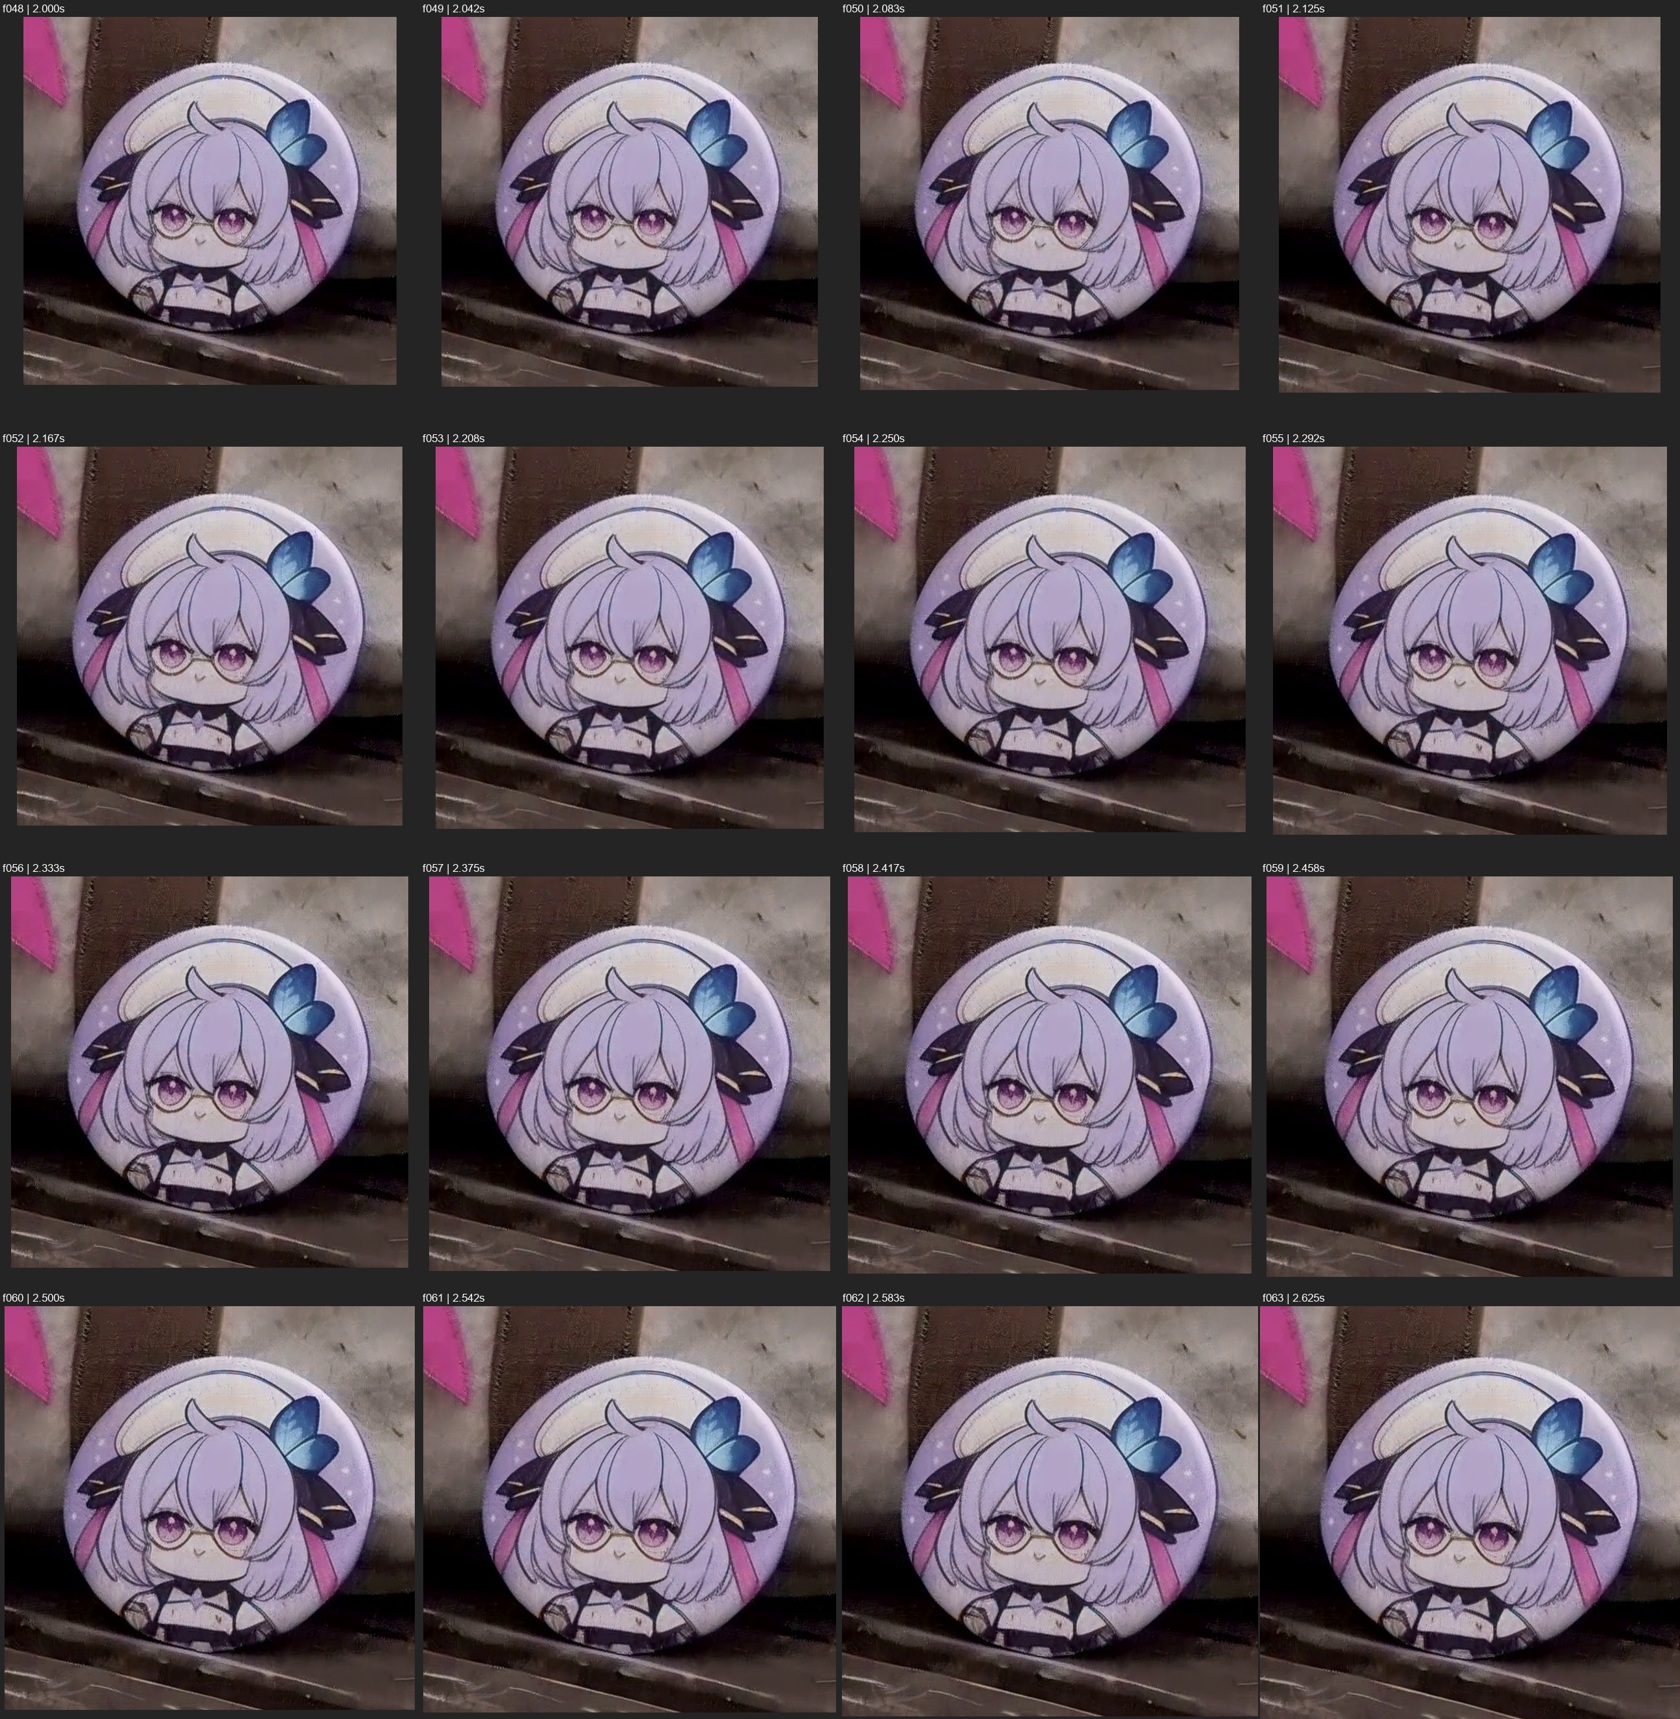 f048 | 2.000s
f049 | 2.042s
f050 | 2.083s
f051 | 2.125s
f052 | 2.167s
f053 | 2.208s
f054 | 2.250s
f055 | 2.292s
f056 | 2.333s
f057 | 2.375s
f058 | 2.417s
f059 | 2.458s
f060 | 2.500s
f061 | 2.542s
f062 | 2.583s
f063 | 2.625s